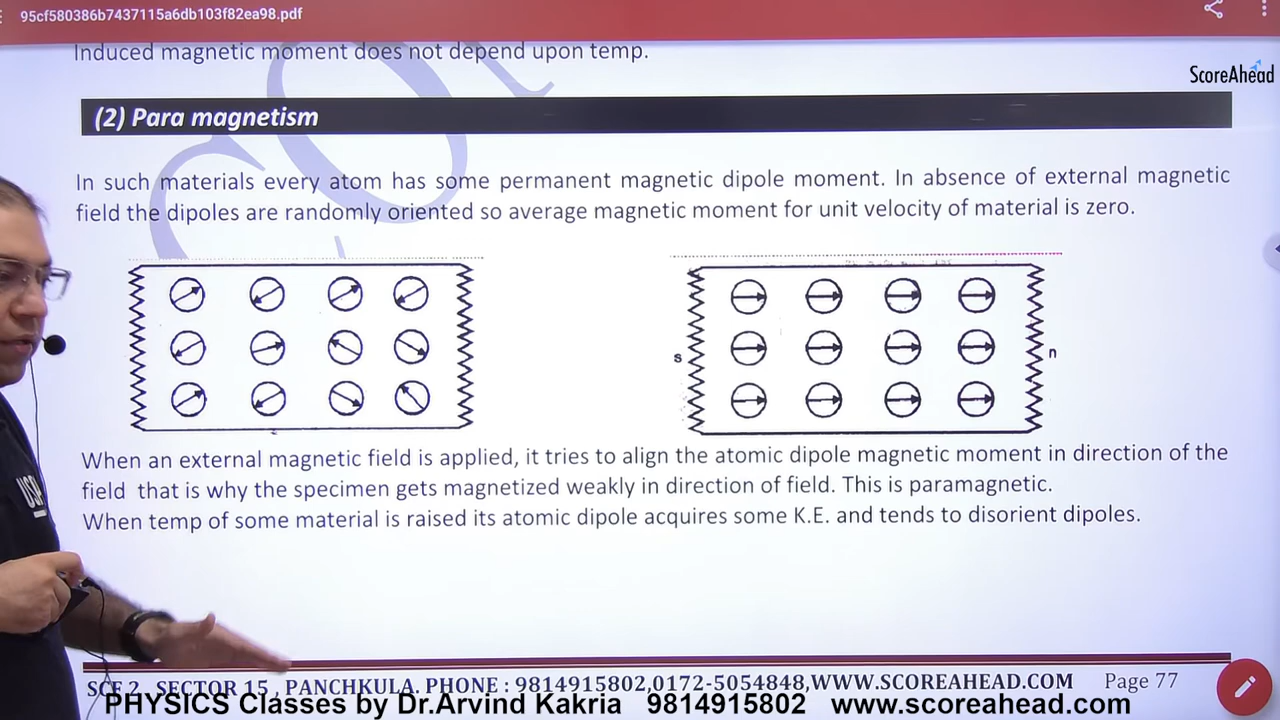 95cf580386b7437115a6db103f82ea98.pdf
Induced magnetic moment does not depend upon temp.
ScoreAhead
(2) Para magnetism
In such materials every atom has some permanent magnetic dipole moment. In absence of external magnetic
field the dipoles are randomly oriented so average magnetic moment for unit velocity of material is zero.
s
n
When an external magnetic field is applied, it tries to align the atomic dipole magnetic moment in direction of the
field that is why the specimen gets magnetized weakly in direction of field. This is paramagnetic.
When temp of some material is raised its atomic dipole acquires some K.E. and tends to disorient dipoles.
SCF 2, SECTOR 15, PANCHKULA. PHONE : 9814915802,0172-5054848,WWW.SCOREAHEAD.COM Page 77
PHYSICS Classes by Dr.Arvind Kakria 9814915802 www.scoreahead.com